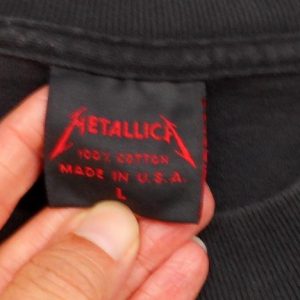 METALLICA
100% COTTON
MADE IN U.S.A.
L